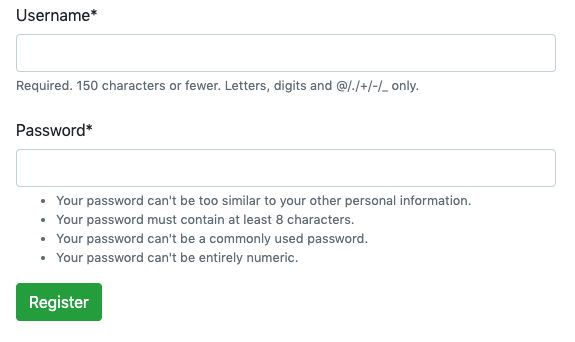 Username*
Required. 150 characters or fewer. Letters, digits and @/./+/-/_ only.
Password*
Your password can't be too similar to your other personal information.
Your password must contain at least 8 characters.
Your password can't be a commonly used password.
Your password can't be entirely numeric.
Register